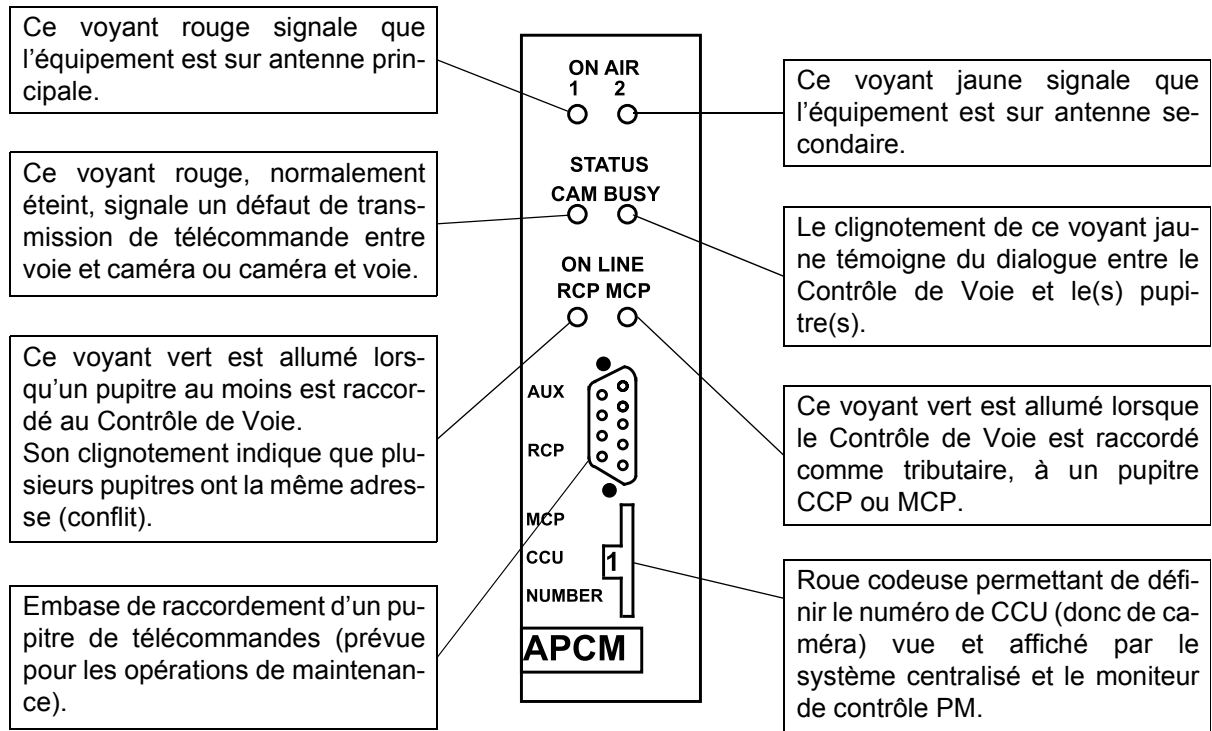 Ce voyant rouge signale que
l'équipement est sur antenne prin-
cipale.
Ce voyant rouge, normalement
éteint, signale un défaut de trans-
mission de télécommande entre
voie et caméra ou caméra et voie.
Ce voyant vert est allumé lors-
qu'un pupitre au moins est raccor-
dé au Contrôle de Voie.
Son clignotement indique que plu-
sieurs pupitres ont la même adres-
se (conflit).
Embase de raccordement d'un pu-
pitre de télécommandes (prévue
pour les opérations de maintenan-
ce).
ON AIR
1 2
STATUS
CAM BUSY
ON LINE
RCP MCP
AUX
RCP
MCP
CCU
1
NUMBER
APCM
Ce voyant jaune signale que
l'équipement est sur antenne se-
condaire.
Le clignotement de ce voyant jau-
ne témoigne du dialogue entre le
Contrôle de Voie et le(s) pupi-
tre(s).
Ce voyant vert est allumé lorsque
le Contrôle de Voie est raccordé
comme tributaire, à un pupitre
CCP ou MCP.
Roue codeuse permettant de défi-
nir le numéro de CCU (donc de ca-
méra) vue et affiché par le
système centralisé et le moniteur
de contrôle PM.